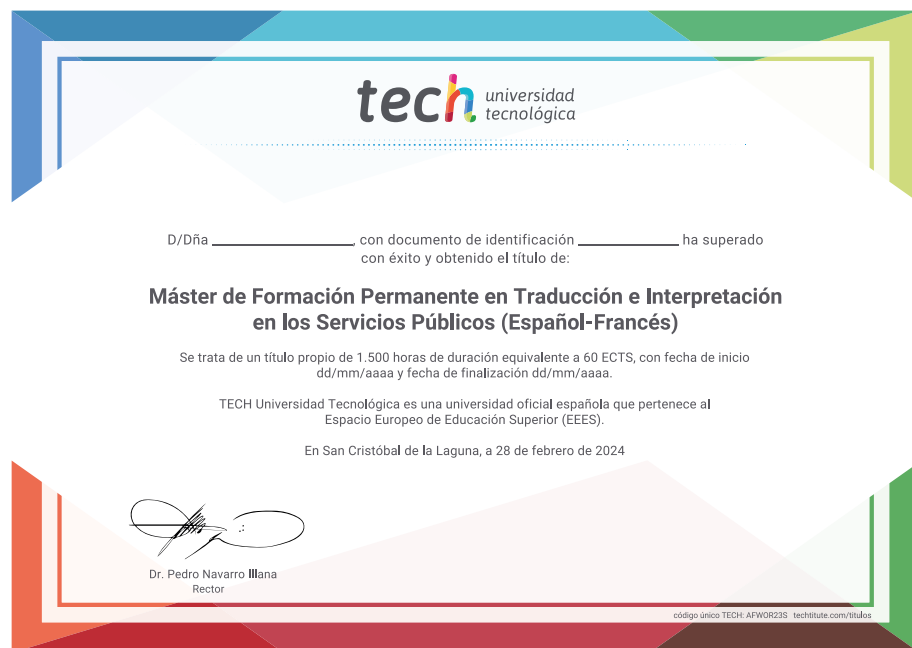 tech universidad
tecnológica
D/Dña ____________________, con documento de identificación ______________ ha superado
con éxito y obtenido el título de:
Máster de Formación Permanente en Traducción e Interpretación
en los Servicios Públicos (Español-Francés)
Se trata de un título propio de 1.500 horas de duración equivalente a 60 ECTS, con fecha de inicio
dd/mm/aaaa y fecha de finalización dd/mm/aaaa.
TECH Universidad Tecnológica es una universidad oficial española que pertenece al
Espacio Europeo de Educación Superior (EEES).
En San Cristóbal de la Laguna, a 28 de febrero de 2024
Dr. Pedro Navarro Illana
Rector
código único TECH: AFWOR23S techtitute.com/titulos